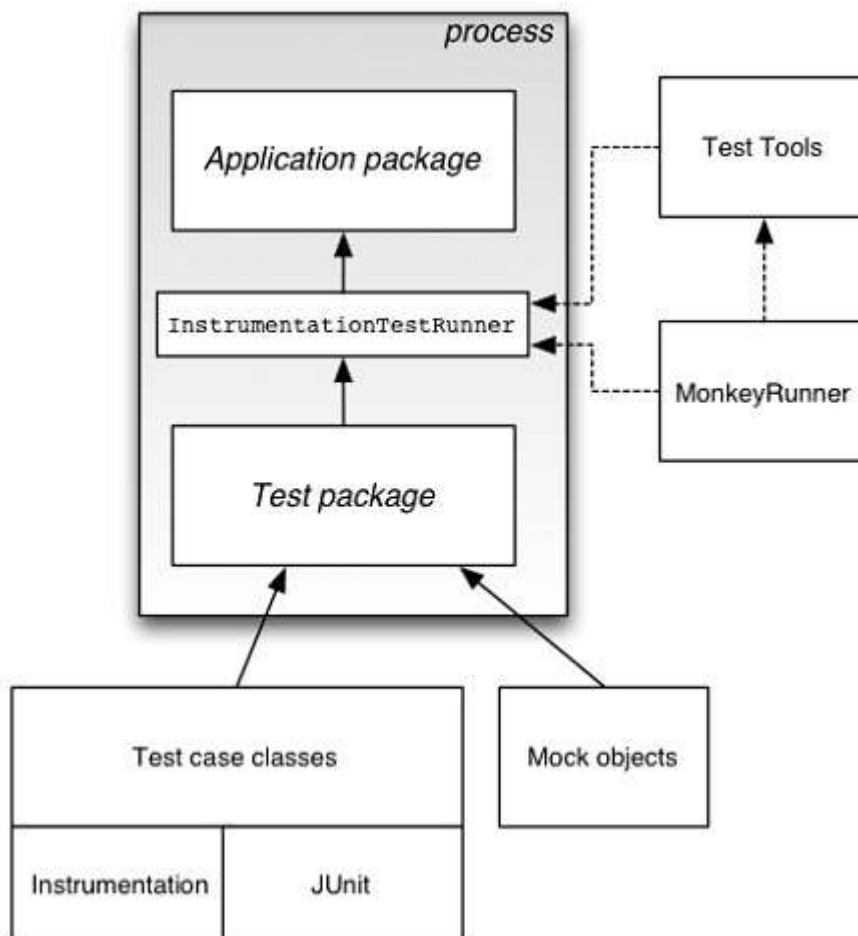 process
Application package
Test Tools
InstrumentationTestRunner
MonkeyRunner
Test package
Test case classes
Mock objects
Instrumentation
JUnit